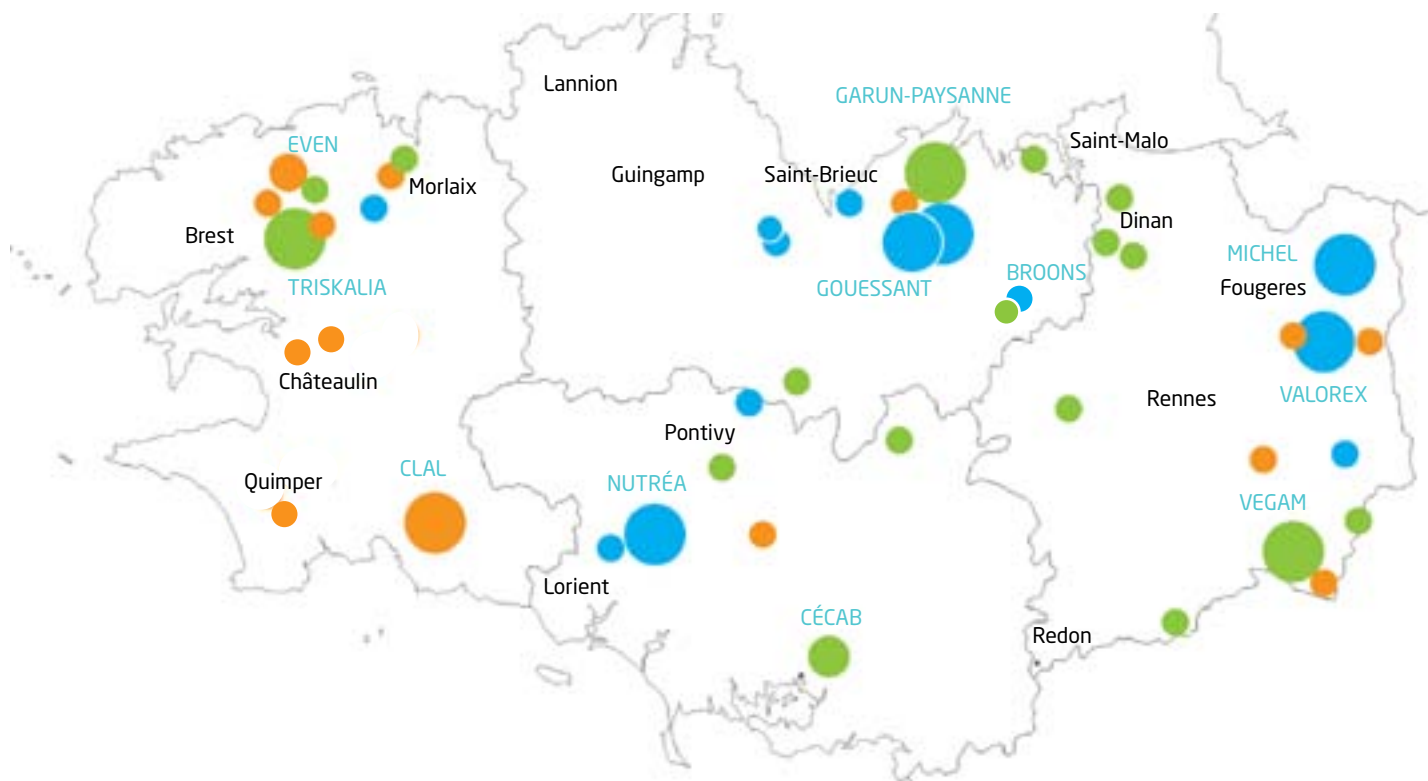 Lannion
GARUN-PAYSANNE
Saint-Malo
EVEN
Guingamp
Saint-Brieuc
Morlaix
Dinan
Brest
MICHEL
BROONS
TRISKALIA
GOUESSANT
Fougeres
Châteaulin
VALOREX
Rennes
Pontivy
CLAL
Quimper
NUTRÉA
VEGAM
Lorient
CÉCAB
Redon